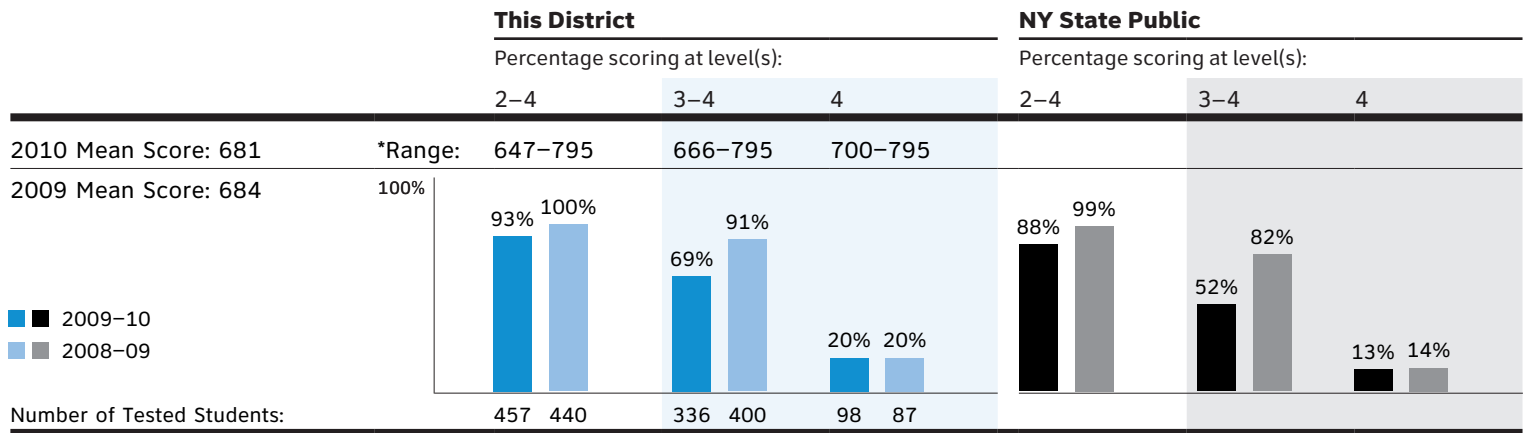 This District NY State Public
Percentage scoring at level(s): Percentage scoring at level(s):
2–4 3–4 4 2–4 3–4 4
2010 Mean Score: 681 *Range: 647–795 666–795 700–795
2009 Mean Score: 684 100%
93% 100% 69% 91% 20% 20% 88% 99% 52% 82% 13% 14%
2009–10
2008–09
Number of Tested Students: 457 440 336 400 98 87